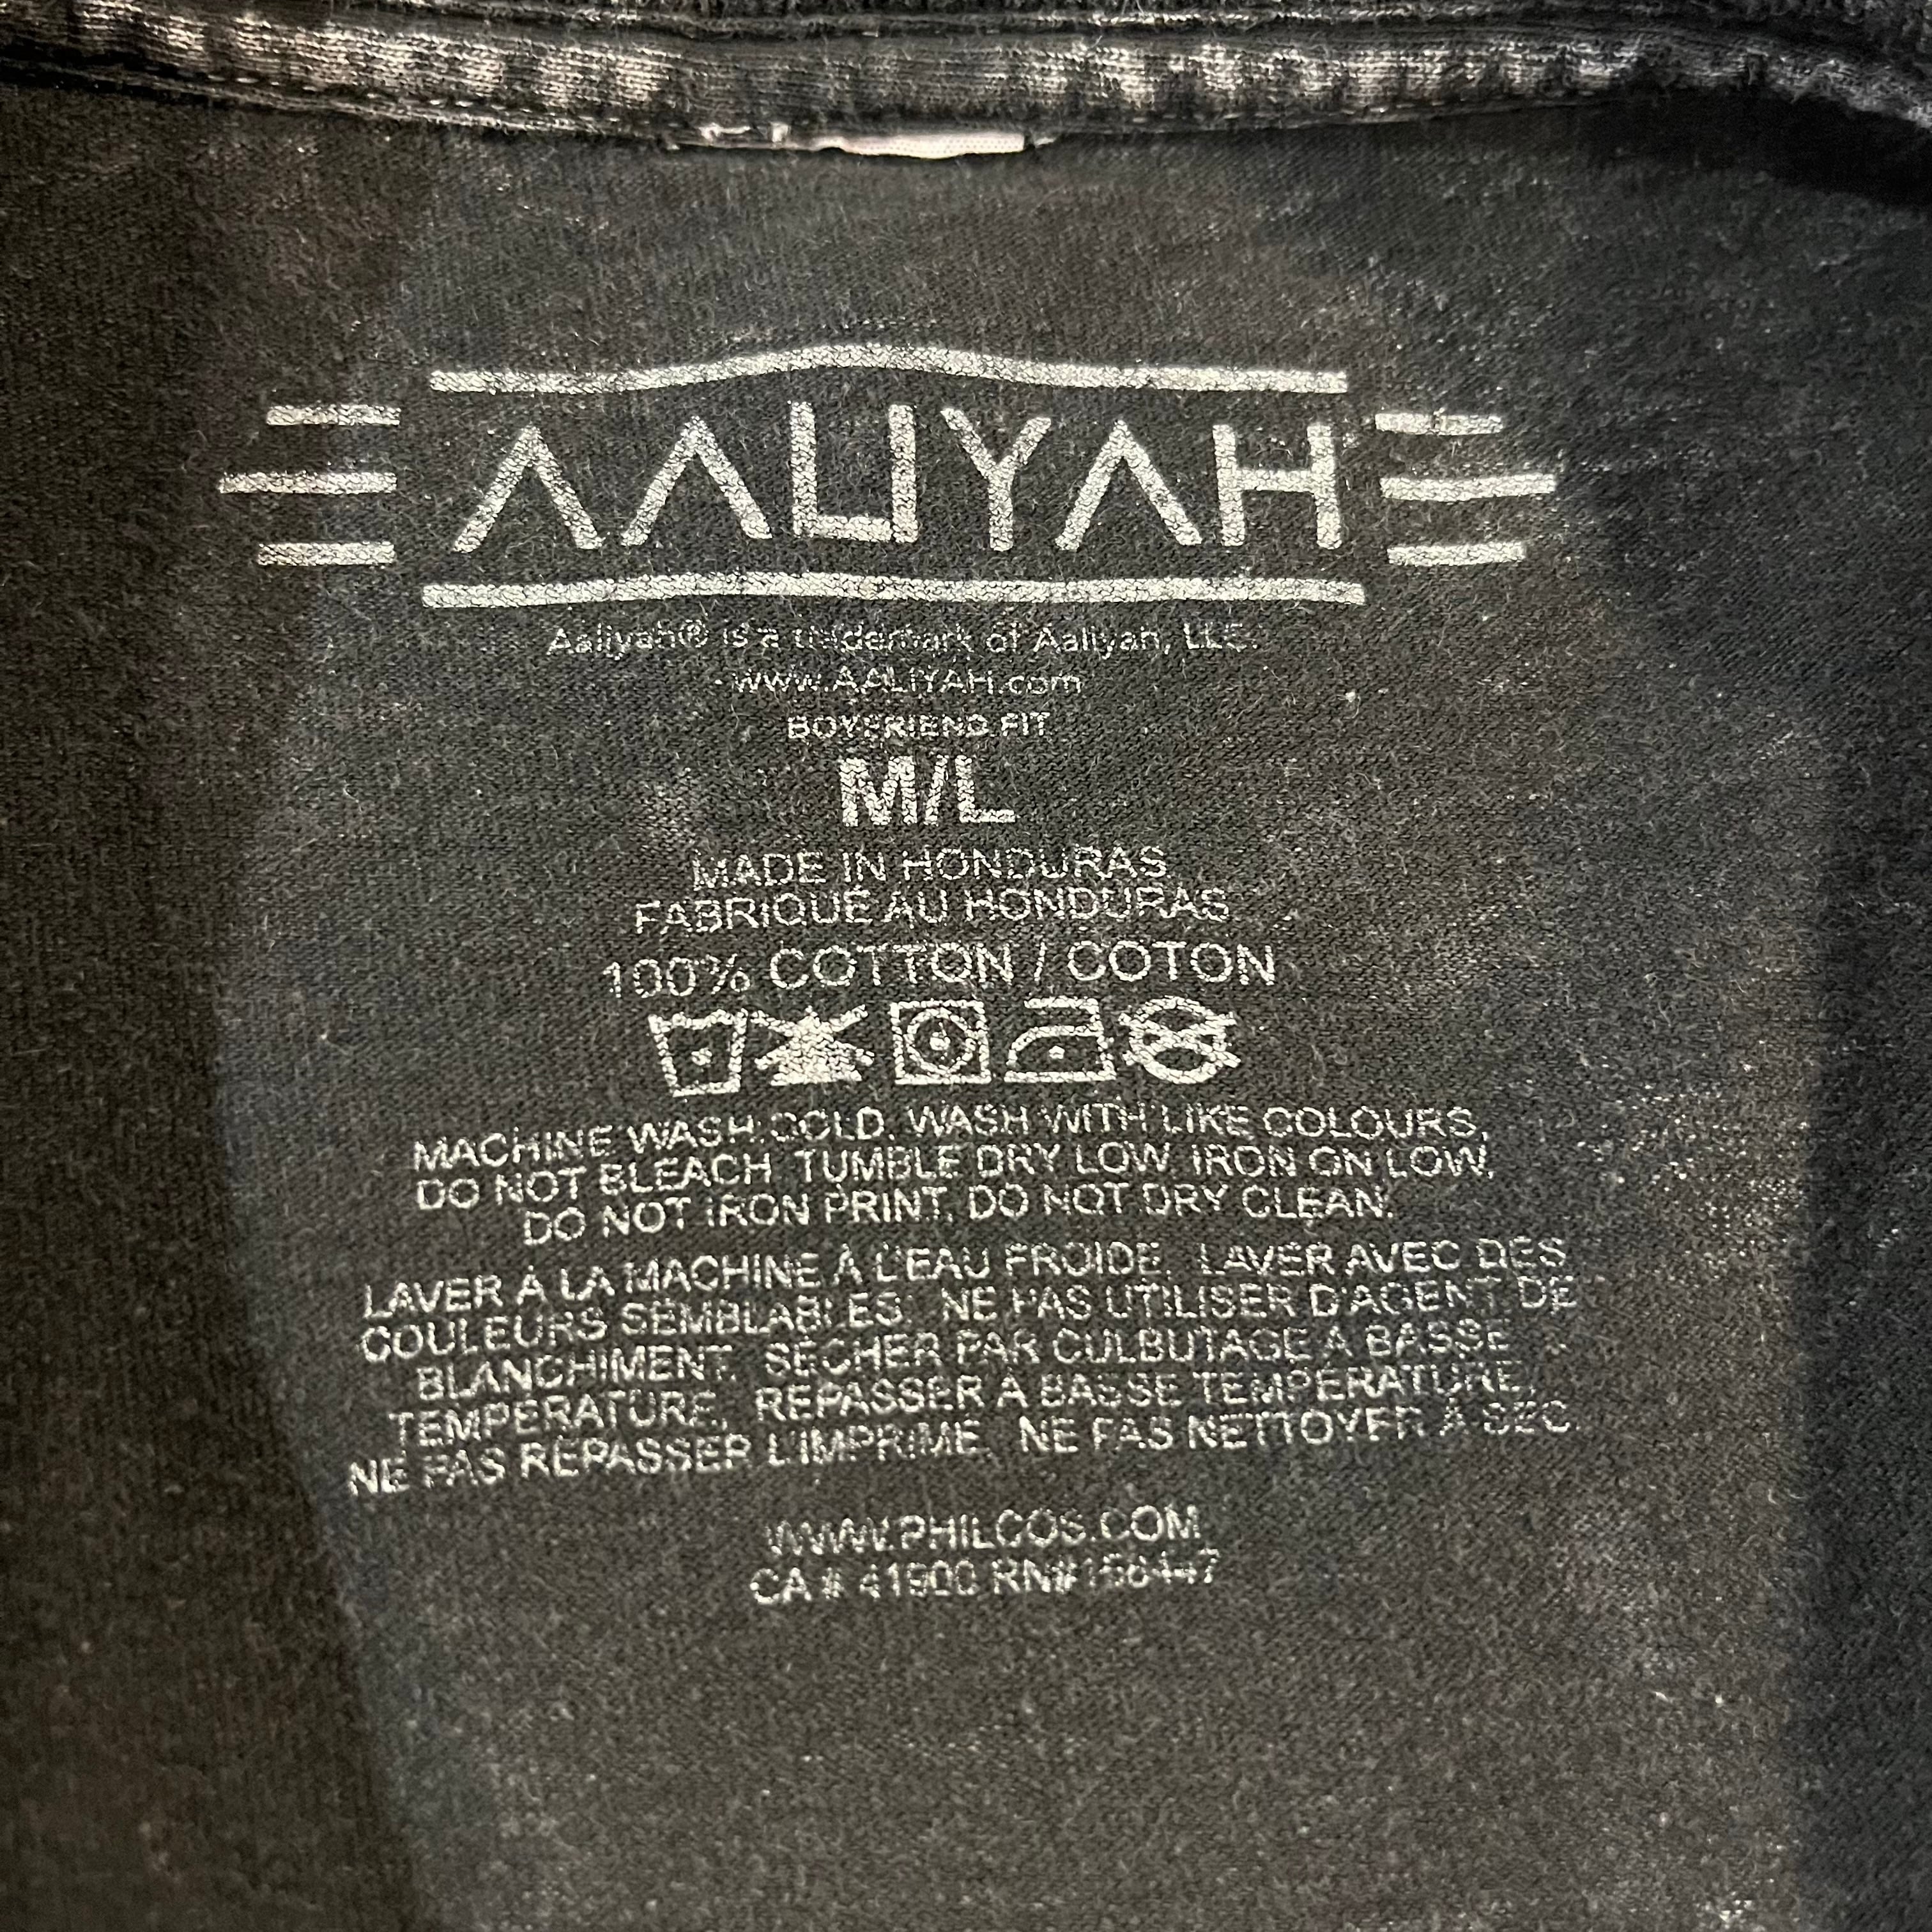 AALIYAH
Aaliyah® is a trademark of Aaliyah, LLC.
www.AALIYAH.com
BOYFRIEND FIT
M/L
MADE IN HONDURAS
FABRIQUÉ AU HONDURAS
100% COTTON / COTON
MACHINE WASH COLD. WASH WITH LIKE COLOURS,
DO NOT BLEACH. TUMBLE DRY LOW. IRON ON LOW,
DO NOT IRON PRINT, DO NOT DRY CLEAN.
LAVER À LA MACHINE À L'EAU FROIDE. LAVER AVEC DES
COULEURS SEMBLABLES. NE PAS UTILISER D'AGENT DE
BLANCHIMENT. SÉCHER PAR CULBUTAGE À BASSE
TEMPERATURE. REPASSER À BASSE TEMPERATURE,
NE PAS REPASSER L'IMPRIME. NE PAS NETTOYER À SEC.
WWW.PHILCOS.COM
CA # 41900 RN#